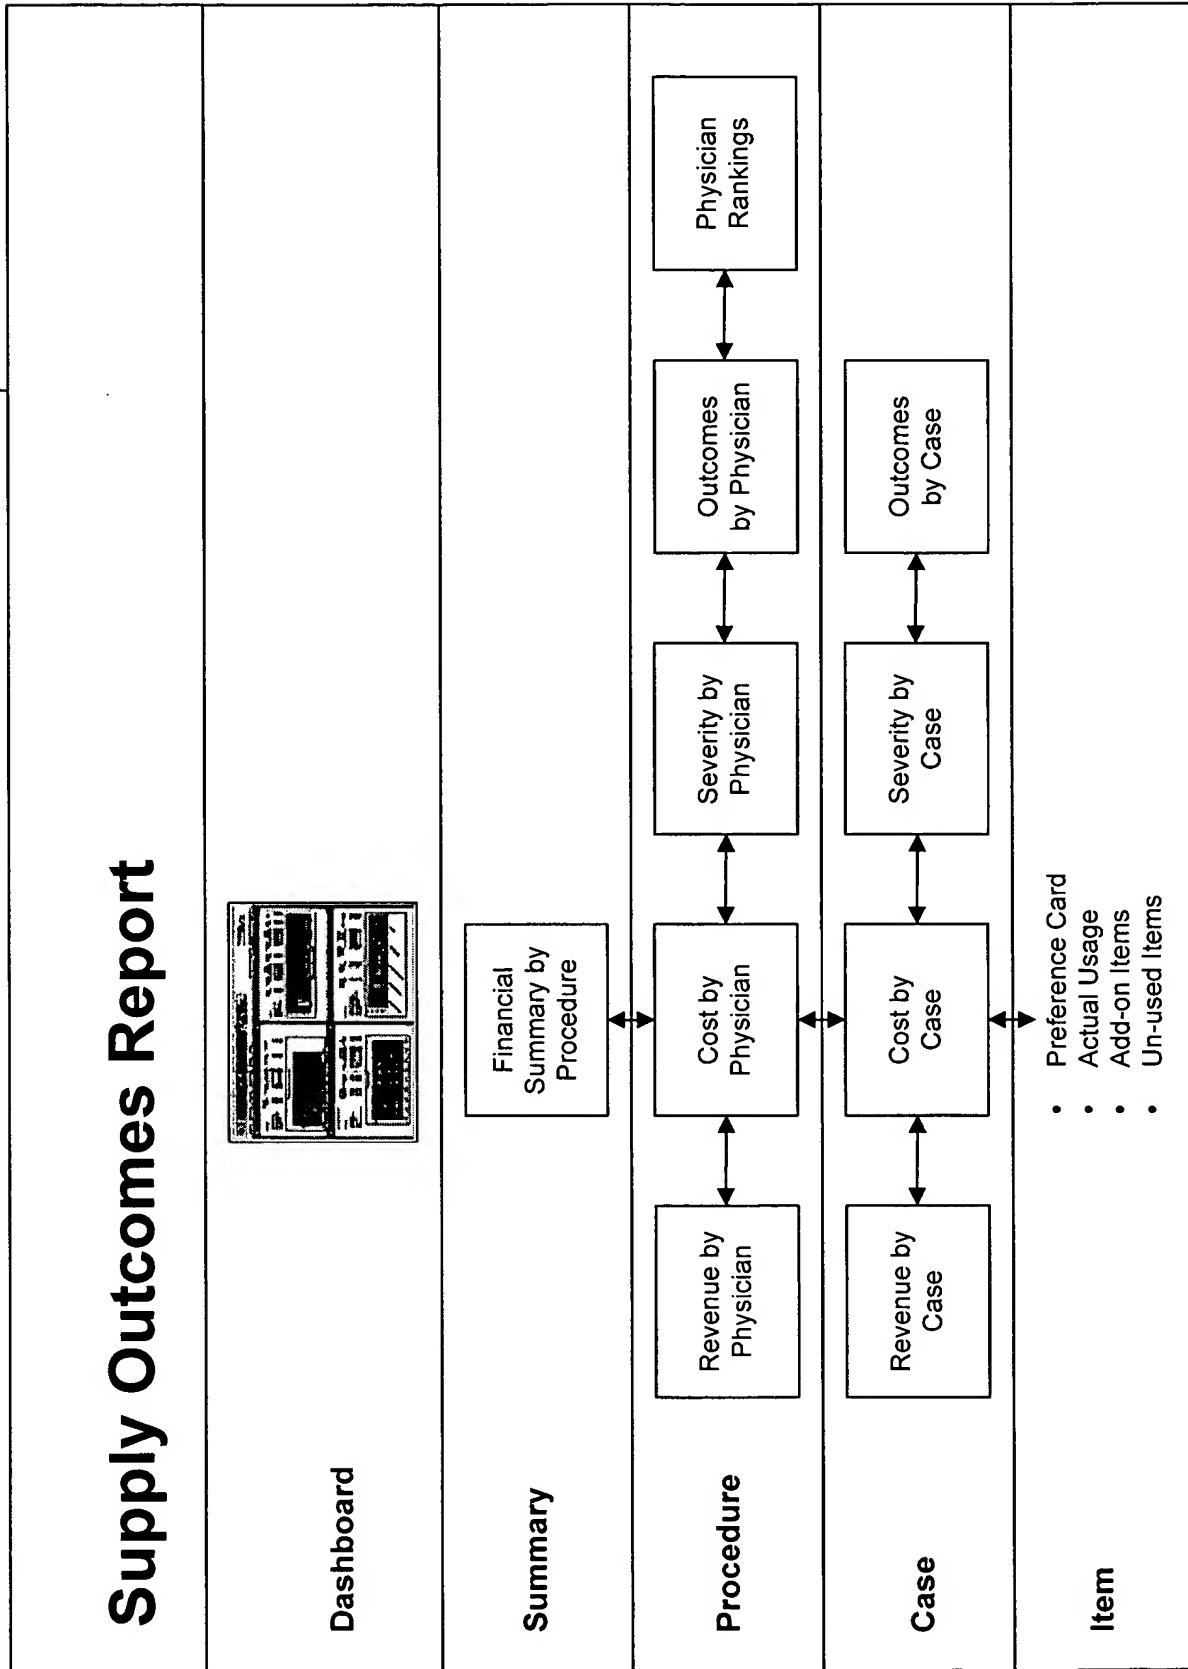 Supply Outcomes Report
Dashboard
Summary
Financial
Summary by
Procedure
Procedure
Revenue by
Physician
Cost by
Physician
Severity by
Physician
Outcomes
by Physician
Physician
Rankings
Case
Revenue by
Case
Cost by
Case
Severity by
Case
Outcomes
by Case
Item
• Preference Card
• Actual Usage
• Add-on Items
• Un-used Items